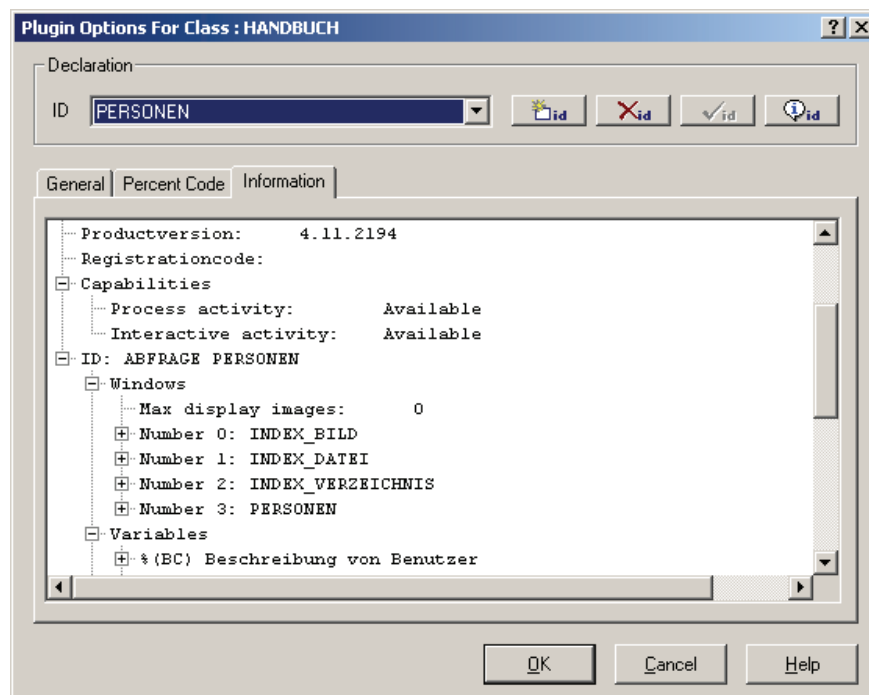 Plugin Options For Class : HANDBUCH
Declaration
ID PERSONEN id id id id
General Percent Code Information
Productversion: 4.11.2194
Registrationcode:
Capabilities
Process activity: Available
Interactive activity: Available
ID: ABFRAGE PERSONEN
Windows
Max display images: 0
Number 0: INDEX_BILD
Number 1: INDEX_DATEI
Number 2: INDEX_VERZEICHNIS
Number 3: PERSONEN
Variables
%(BC) Beschreibung von Benutzer
OK Cancel Help